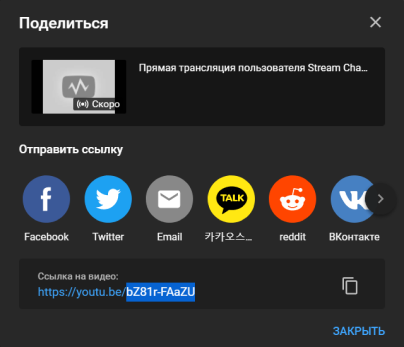 Поделиться
Скоро
Прямая трансляция пользователя Stream Cha...
Отправить ссылку
Facebook
Twitter
Email
TALK
카카오스...
reddit
ВКонтакте
Ссылка на видео:
https://youtu.be/bZ81r-FAaZU
ЗАКРЫТЬ